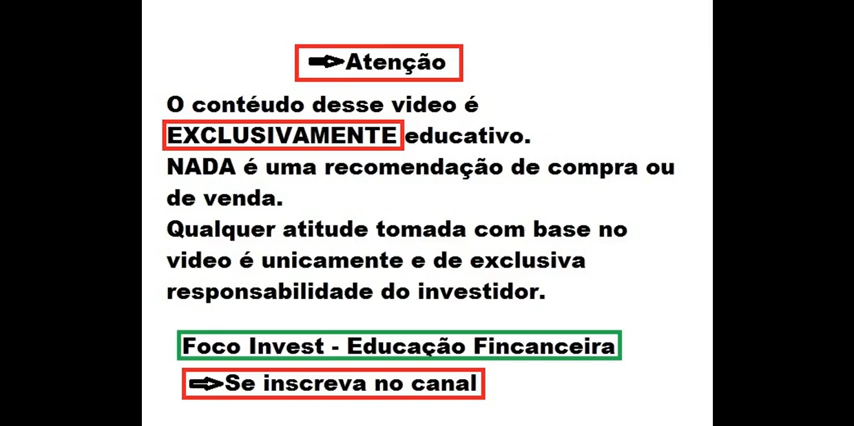 ⇨Atenção
O contéudo desse video é
EXCLUSIVAMENTE educativo.
NADA é uma recomendação de compra ou
de venda.
Qualquer atitude tomada com base no
video é unicamente e de exclusiva
responsabilidade do investidor.
Foco Invest - Educação Fincanceira
⇨Se inscreva no canal